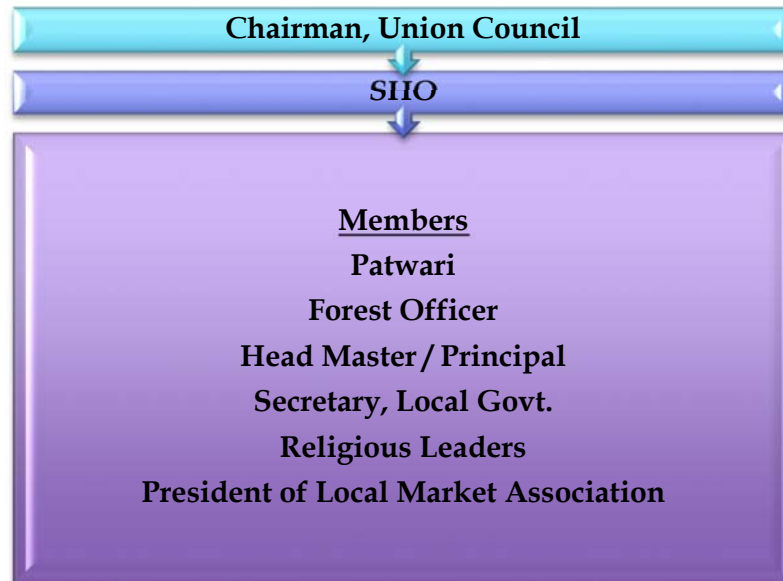 Chairman, Union Council
SHO
Members
Patwari
Forest Officer
Head Master / Principal
Secretary, Local Govt.
Religious Leaders
President of Local Market Association